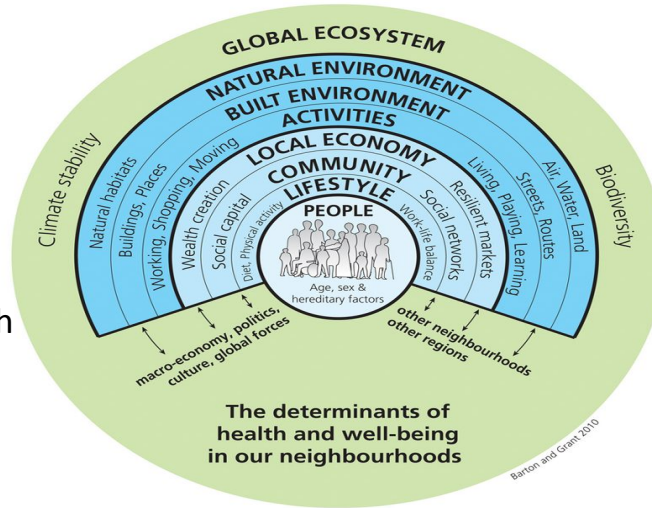 GLOBAL ECOSYSTEM
NATURAL ENVIRONMENT
BUILT ENVIRONMENT
ACTIVITIES
LOCAL ECONOMY
COMMUNITY
LIFESTYLE
PEOPLE
Age, sex &
hereditary factors
Climate stability
Natural habitats
Buildings, Places
Working, Shopping, Moving
Wealth creation
Social capital
Diet, Physical activity
Work-life balance
Social networks
Resilient markets
Living, Playing, Learning
Streets, Routes
Air, Water, Land
Biodiversity
h
macro-economy, politics,
culture, global forces
other neighbourhoods
other regions
The determinants of
health and well-being
in our neighbourhoods
Barton and Grant 2010